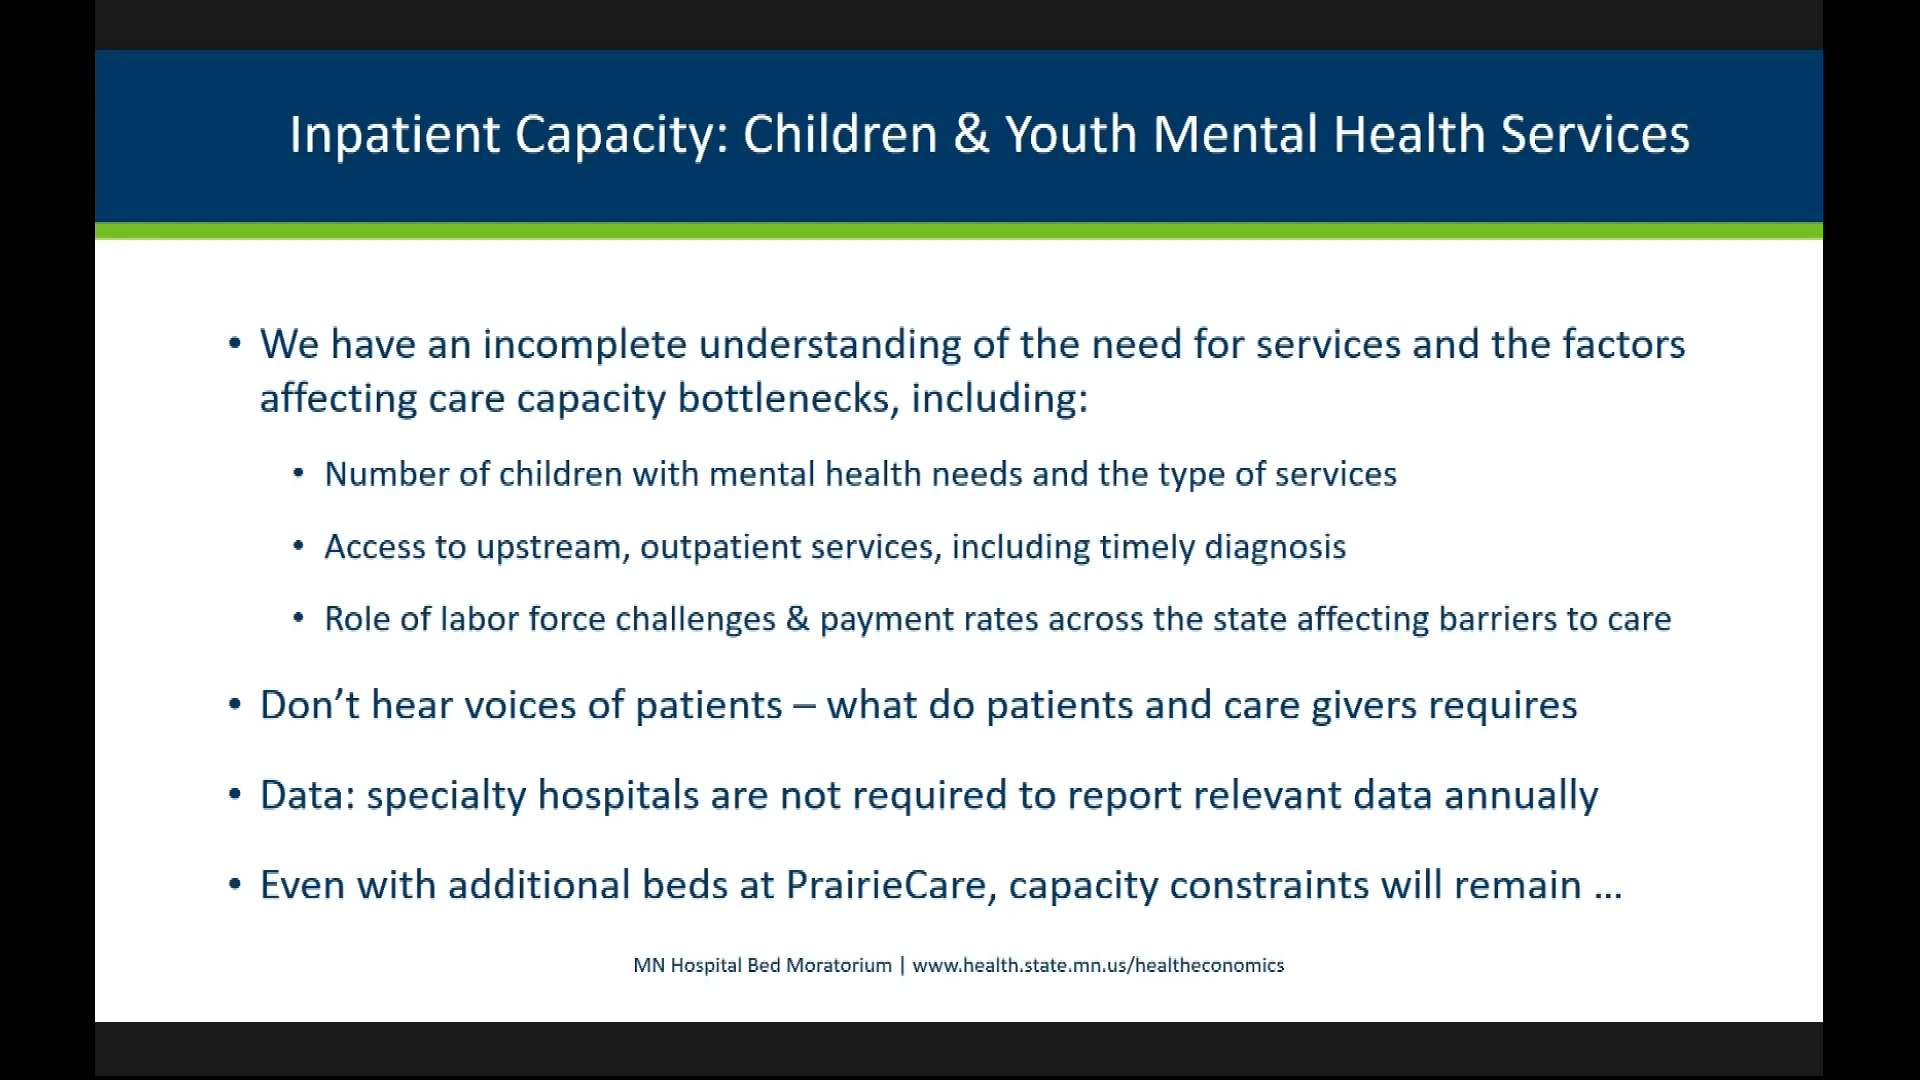 Inpatient Capacity: Children & Youth Mental Health Services
• We have an incomplete understanding of the need for services and the factors
affecting care capacity bottlenecks, including:
• Number of children with mental health needs and the type of services
• Access to upstream, outpatient services, including timely diagnosis
• Role of labor force challenges & payment rates across the state affecting barriers to care
• Don’t hear voices of patients – what do patients and care givers requires
• Data: specialty hospitals are not required to report relevant data annually
• Even with additional beds at PrairieCare, capacity constraints will remain ...
MN Hospital Bed Moratorium | www.health.state.mn.us/healtheconomics